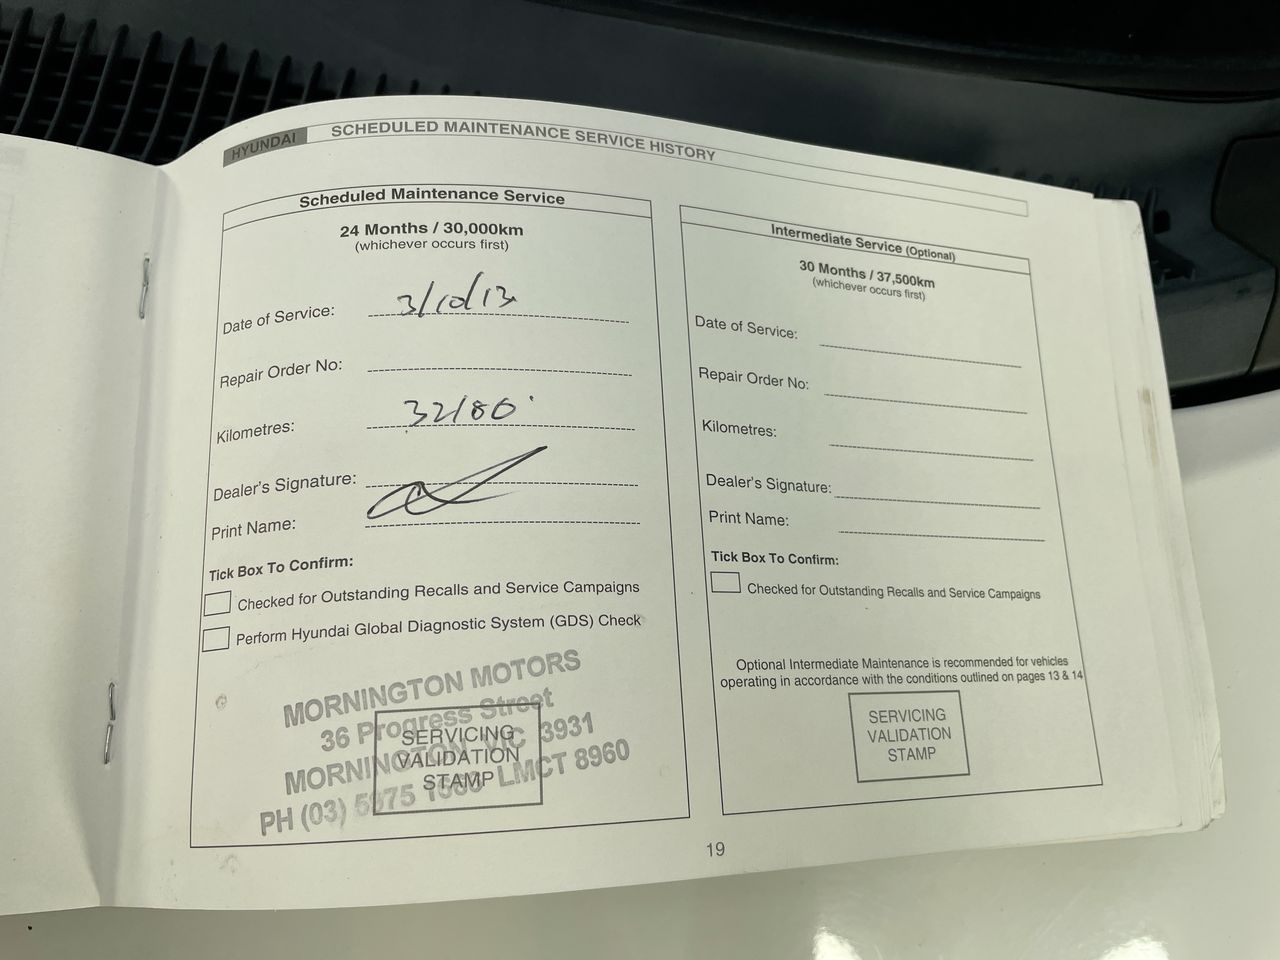 HYUNDAI SCHEDULED MAINTENANCE SERVICE HISTORY
Scheduled Maintenance Service
24 Months / 30,000km
(whichever occurs first)
Date of Service: 3/10/13
Repair Order No:
Kilometres: 32180
Dealer's Signature:
Print Name:
Tick Box To Confirm:
Checked for Outstanding Recalls and Service Campaigns
Perform Hyundai Global Diagnostic System (GDS) Check
MORNINGTON MOTORS
36 Progress Street
MORNINGTON VIC 3931
PH (03) 5975 LMCT 8960
SERVICING
VALIDATION
STAMP
Intermediate Service (Optional)
30 Months / 37,500km
(whichever occurs first)
Date of Service:
Repair Order No:
Kilometres:
Dealer's Signature:
Print Name:
Tick Box To Confirm:
Checked for Outstanding Recalls and Service Campaigns
Optional Intermediate Maintenance is recommended for vehicles
operating in accordance with the conditions outlined on pages 13 & 14
SERVICING
VALIDATION
STAMP
19